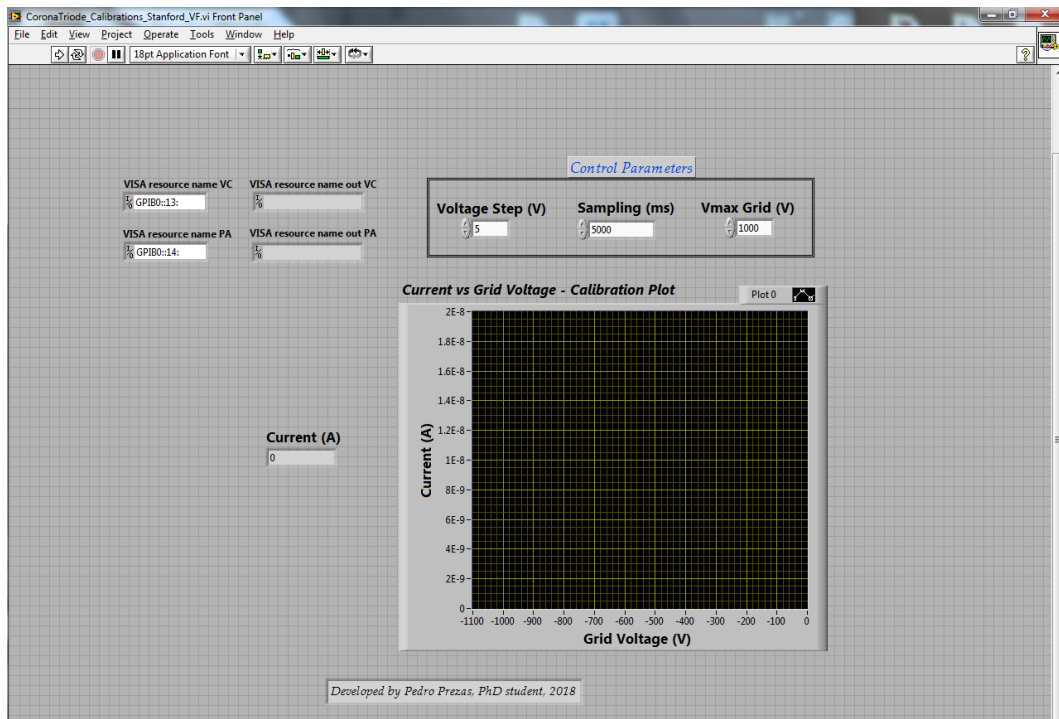 CoronaTriode_Calibrations_Stanford_VF.vi Front Panel
File Edit View Project Operate Tools Window Help
18pt Application Font
Control Parameters
VISA resource name VC
VISA resource name out VC
GPIB0::13:
VISA resource name PA
VISA resource name out PA
GPIB0::14:
Voltage Step (V)
Sampling (ms)
Vmax Grid (V)
5
5000
1000
Current vs Grid Voltage - Calibration Plot
Plot 0
2E-8
1.8E-8
1.6E-8
1.4E-8
1.2E-8
1E-8
8E-9
6E-9
4E-9
2E-9
0
Current (A)
-1100 -1000 -900 -800 -700 -600 -500 -400 -300 -200 -100 0
Grid Voltage (V)
Current (A)
0
Developed by Pedro Prezas, PhD student, 2018